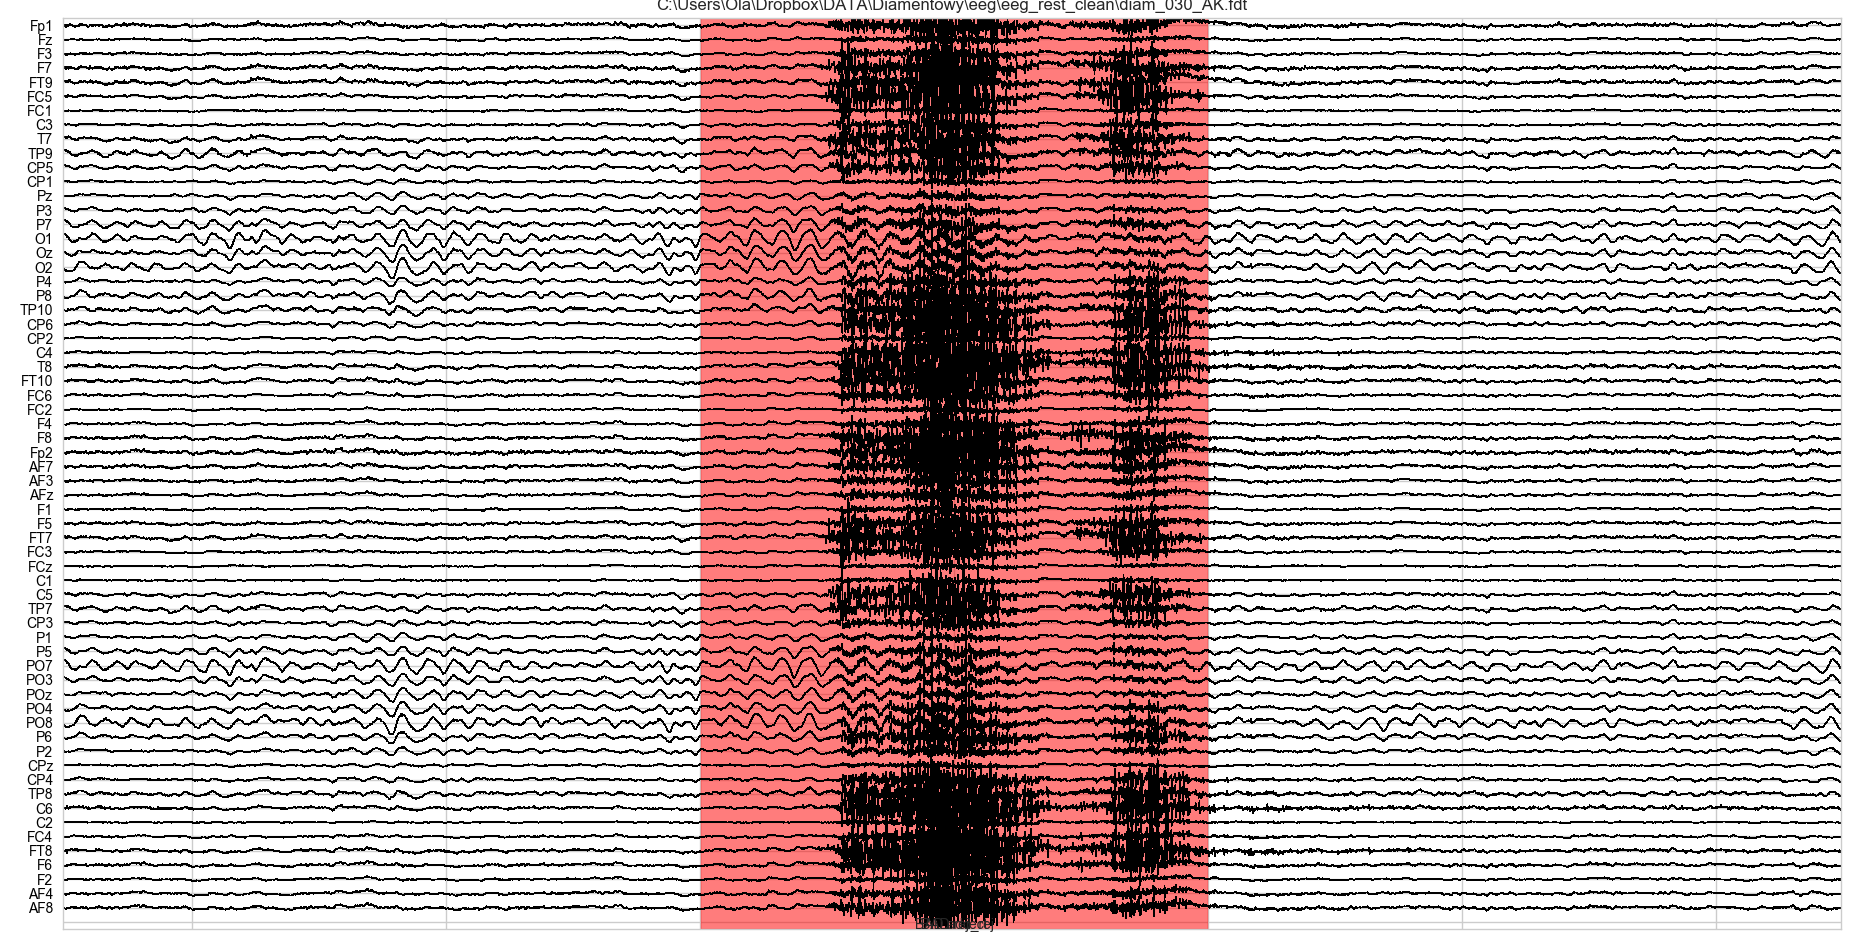 C:\Users\Ola\Dropbox\DATA\Diamentowy\eeg\eeg_rest_clean\diam_030_AK.fdt
Fp1
Fz
F3
F7
FT9
FC5
FC1
C3
T7
TP9
CP5
CP1
Pz
P3
P7
O1
Oz
O2
P4
P8
TP10
CP6
CP2
C4
T8
FT10
FC6
FC2
F4
F8
Fp2
AF7
AF3
AFz
F1
F5
FT7
FC3
FCz
C1
C5
TP7
CP3
P1
P5
PO7
PO3
POz
PO4
PO8
P6
P2
CPz
CP4
TP8
C6
C2
FC4
FT8
F6
F2
AF4
AF8